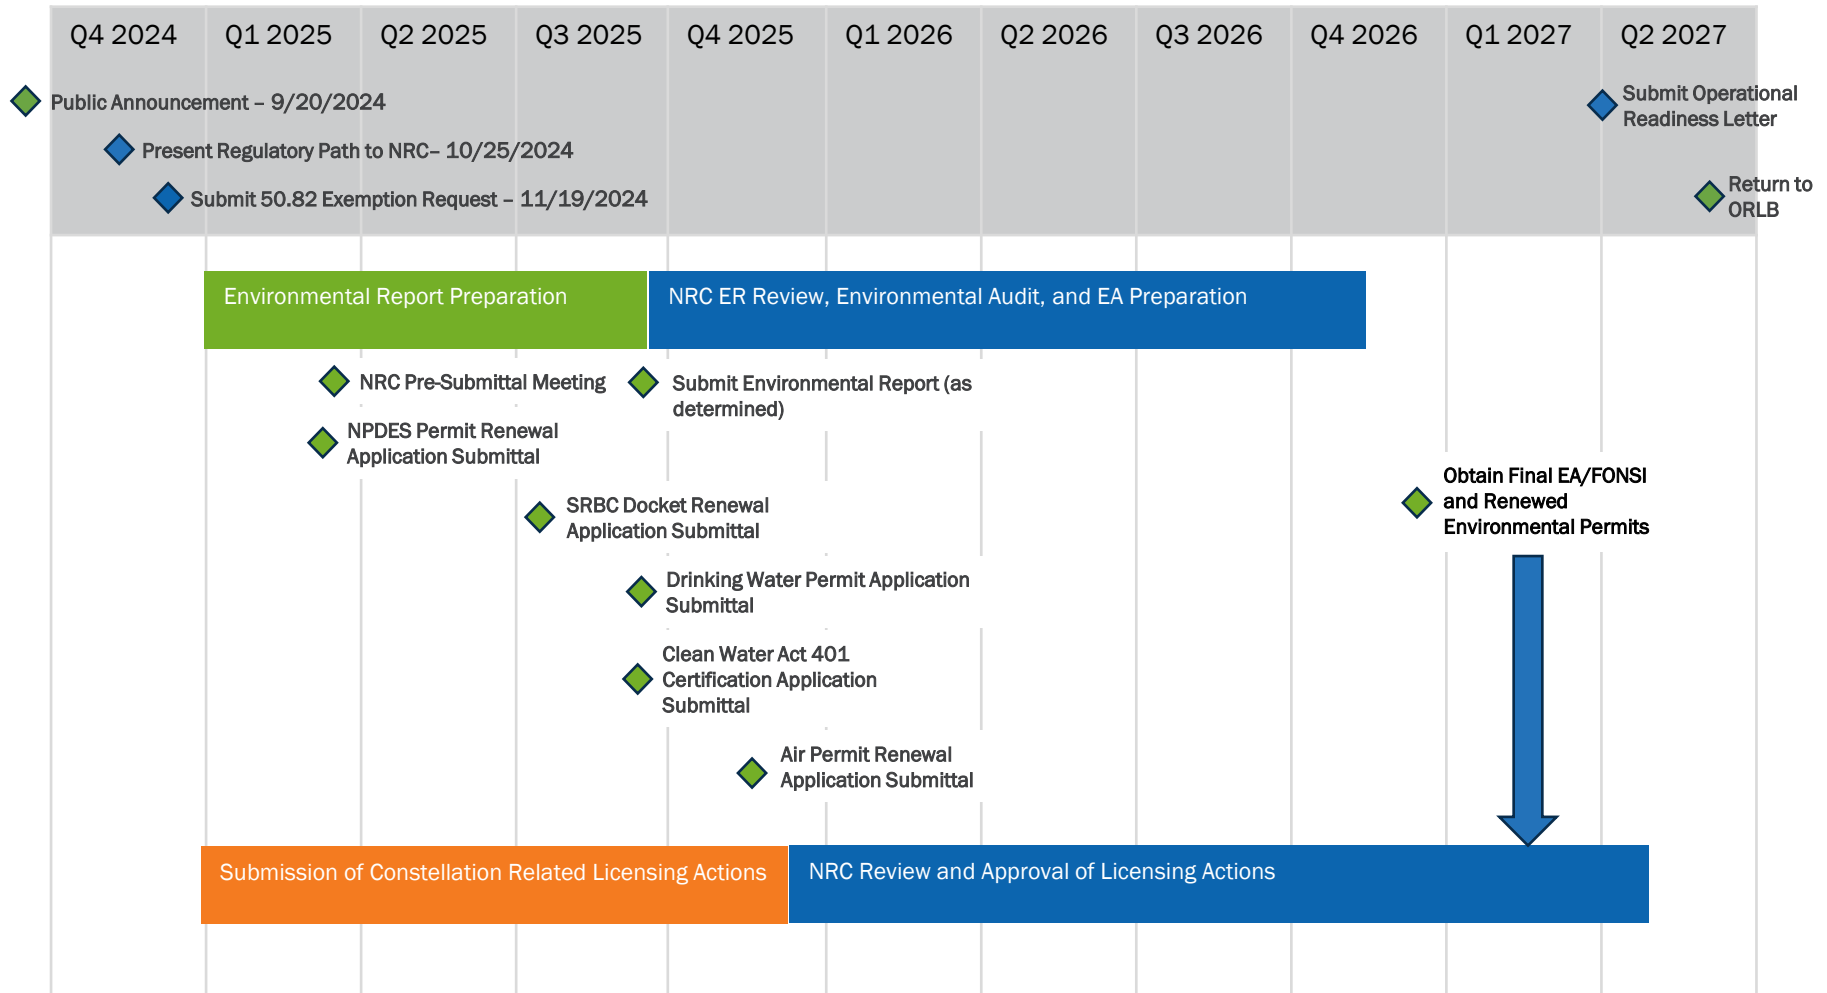 Q4 2024 Q1 2025 Q2 2025 Q3 2025 Q4 2025 Q1 2026 Q2 2026 Q3 2026 Q4 2026 Q1 2027 Q2 2027
Public Announcement – 9/20/2024
Submit Operational
Readiness Letter
Present Regulatory Path to NRC– 10/25/2024
Submit 50.82 Exemption Request – 11/19/2024
Return to
ORLB
Environmental Report Preparation
NRC ER Review, Environmental Audit, and EA Preparation
NRC Pre-Submittal Meeting
Submit Environmental Report (as
determined)
NPDES Permit Renewal
Application Submittal
Obtain Final EA/FONSI
and Renewed
Environmental Permits
SRBC Docket Renewal
Application Submittal
Drinking Water Permit Application
Submittal
Clean Water Act 401
Certification Application
Submittal
Air Permit Renewal
Application Submittal
Submission of Constellation Related Licensing Actions
NRC Review and Approval of Licensing Actions